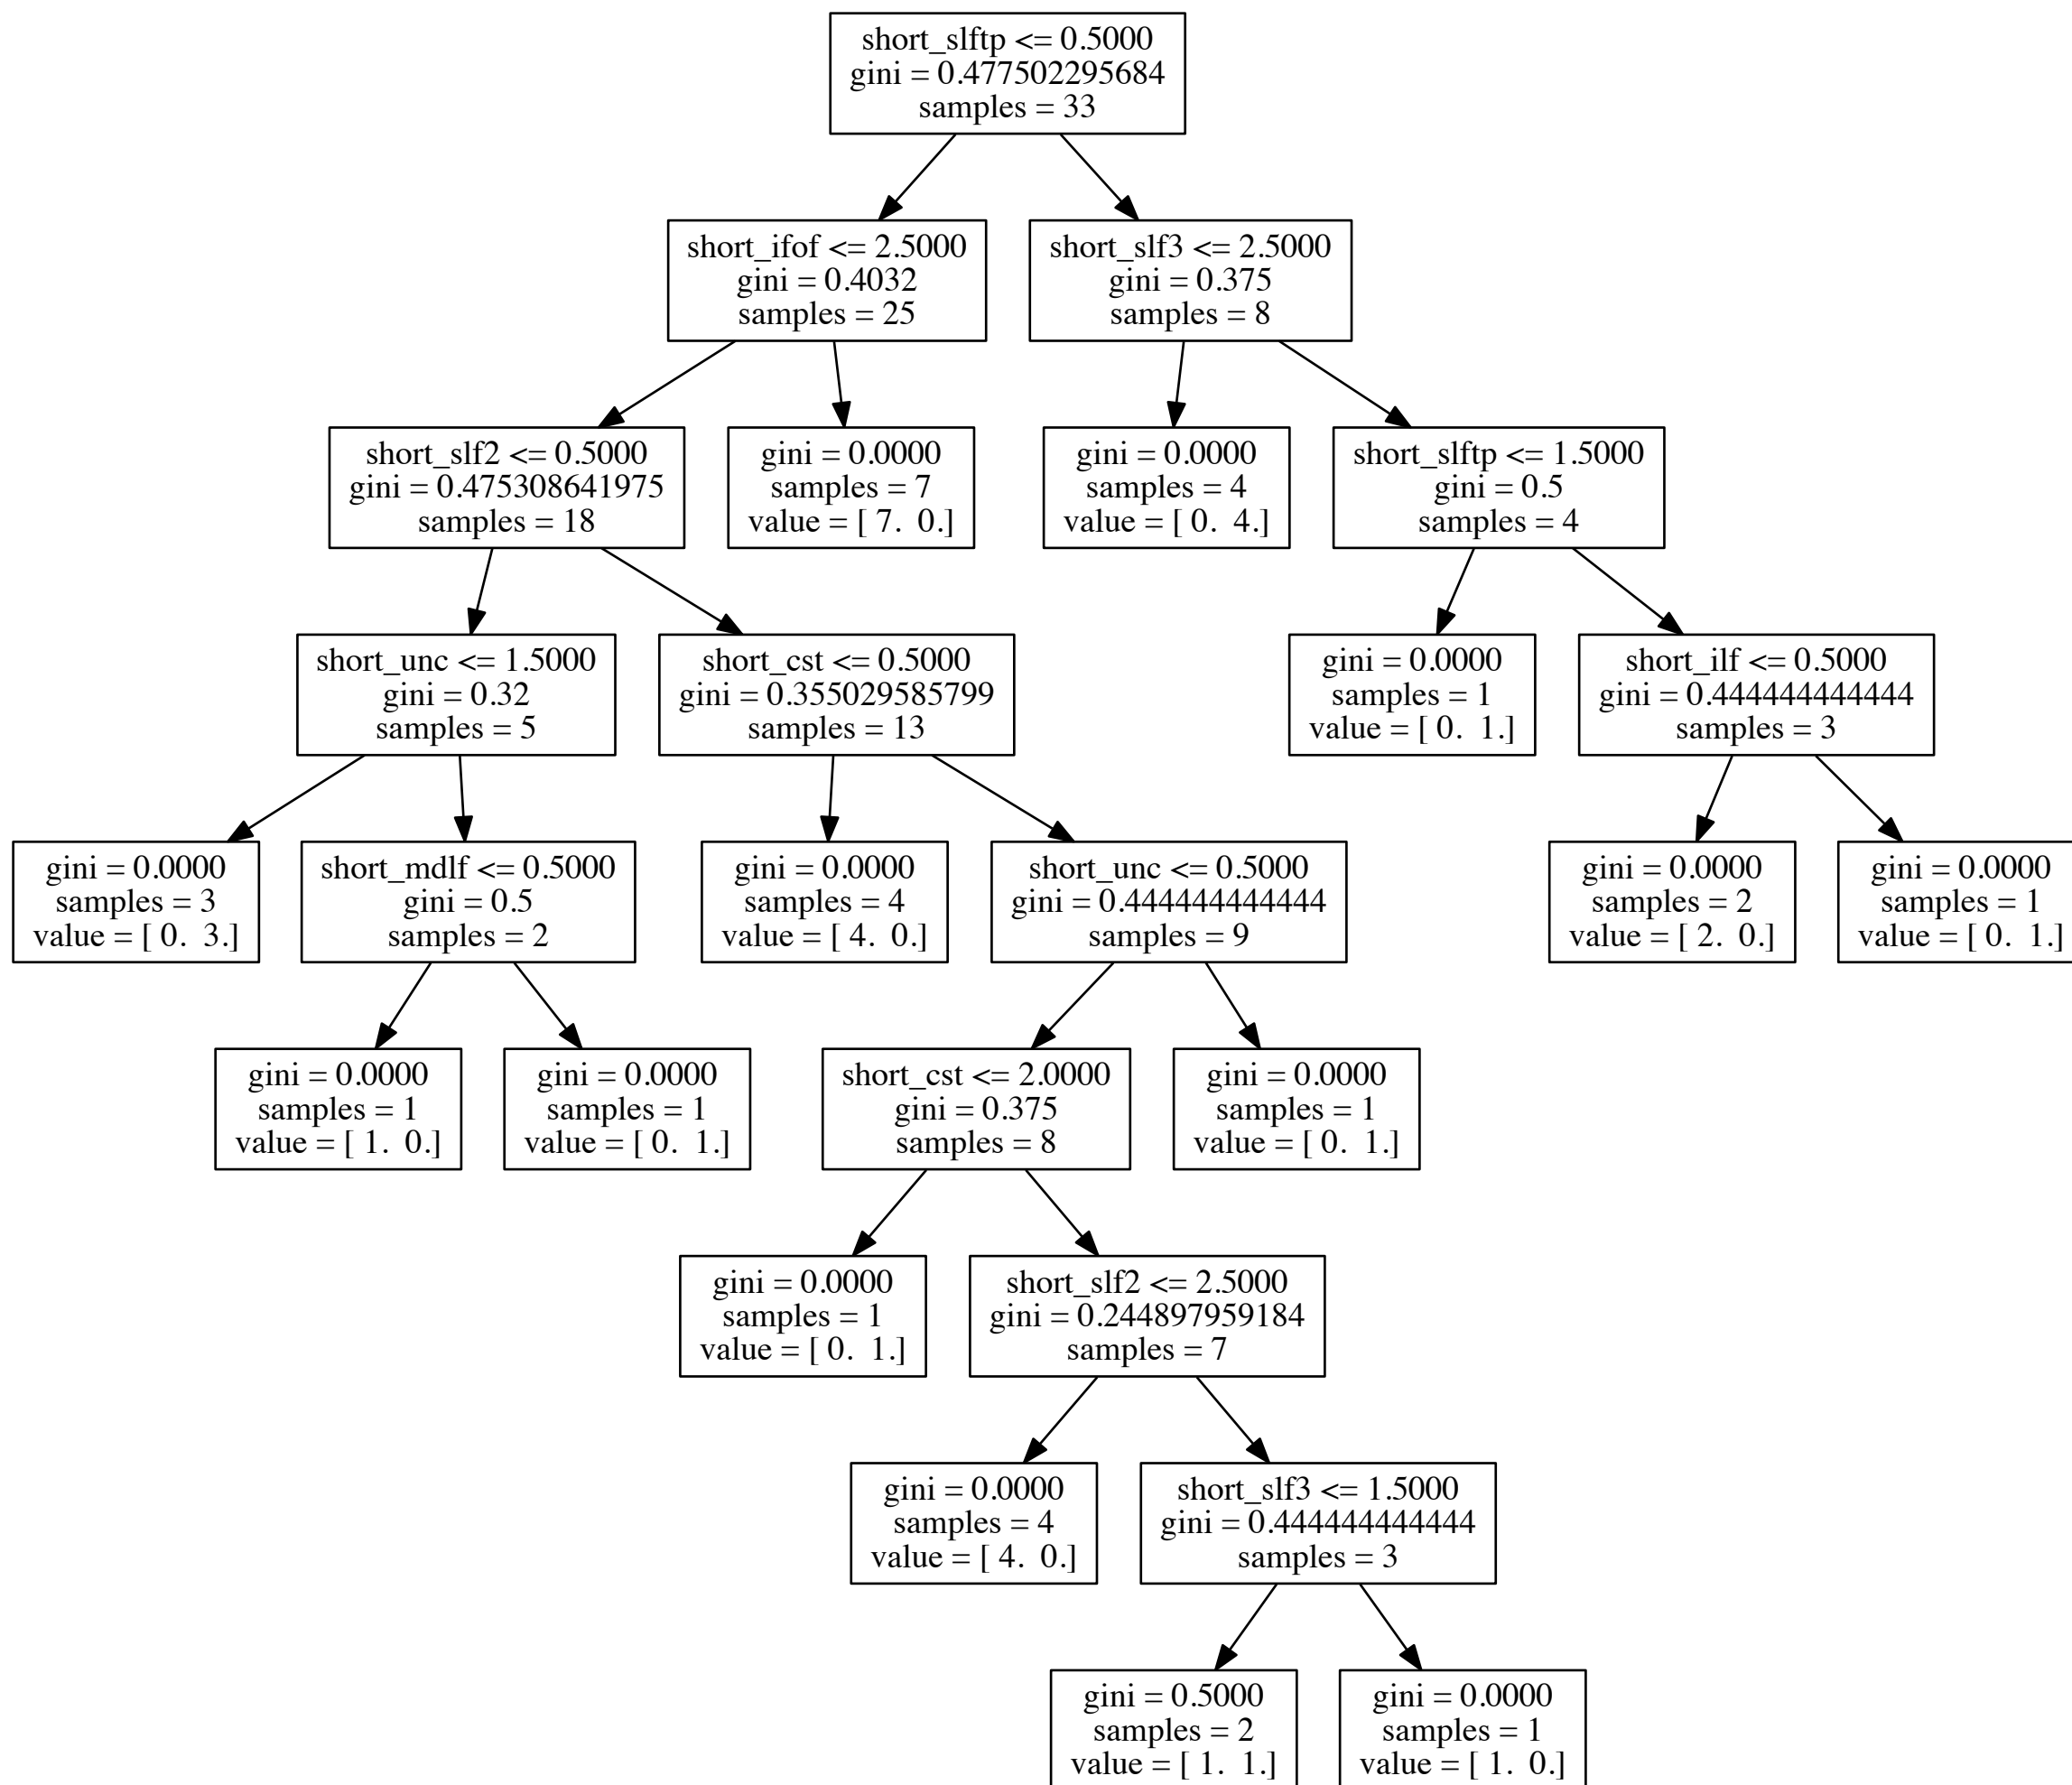 short_slftp <= 0.5000
gini = 0.477502295684
samples = 33
short_ifof <= 2.5000
gini = 0.4032
samples = 25
short_slf3 <= 2.5000
gini = 0.375
samples = 8
short_slf2 <= 0.5000
gini = 0.475308641975
samples = 18
gini = 0.0000
samples = 7
value = [ 7.  0.]
gini = 0.0000
samples = 4
value = [ 0.  4.]
short_slftp <= 1.5000
gini = 0.5
samples = 4
short_unc <= 1.5000
gini = 0.32
samples = 5
short_cst <= 0.5000
gini = 0.355029585799
samples = 13
gini = 0.0000
samples = 1
value = [ 0.  1.]
short_ilf <= 0.5000
gini = 0.444444444444
samples = 3
gini = 0.0000
samples = 3
value = [ 0.  3.]
short_mdlf <= 0.5000
gini = 0.5
samples = 2
gini = 0.0000
samples = 4
value = [ 4.  0.]
short_unc <= 0.5000
gini = 0.444444444444
samples = 9
gini = 0.0000
samples = 2
value = [ 2.  0.]
gini = 0.0000
samples = 1
value = [ 0.  1.]
gini = 0.0000
samples = 1
value = [ 1.  0.]
gini = 0.0000
samples = 1
value = [ 0.  1.]
short_cst <= 2.0000
gini = 0.375
samples = 8
gini = 0.0000
samples = 1
value = [ 0.  1.]
gini = 0.0000
samples = 1
value = [ 0.  1.]
short_slf2 <= 2.5000
gini = 0.244897959184
samples = 7
gini = 0.0000
samples = 4
value = [ 4.  0.]
short_slf3 <= 1.5000
gini = 0.444444444444
samples = 3
gini = 0.5000
samples = 2
value = [ 1.  1.]
gini = 0.0000
samples = 1
value = [ 1.  0.]